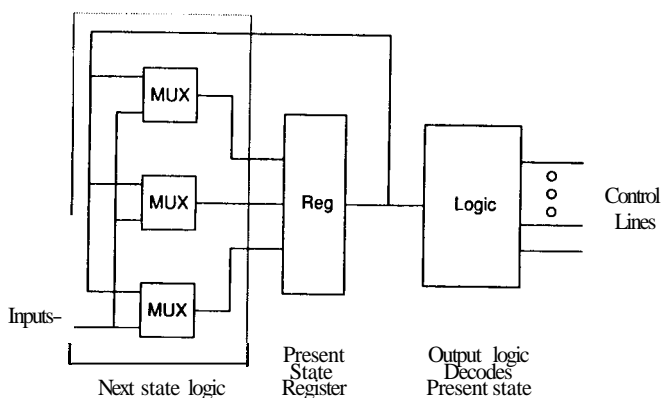 MUX
MUX
Reg
Logic
Control
Lines
MUX
Inputs-
Present
State
Register
Output logic
Decodes
Present state
Next state logic